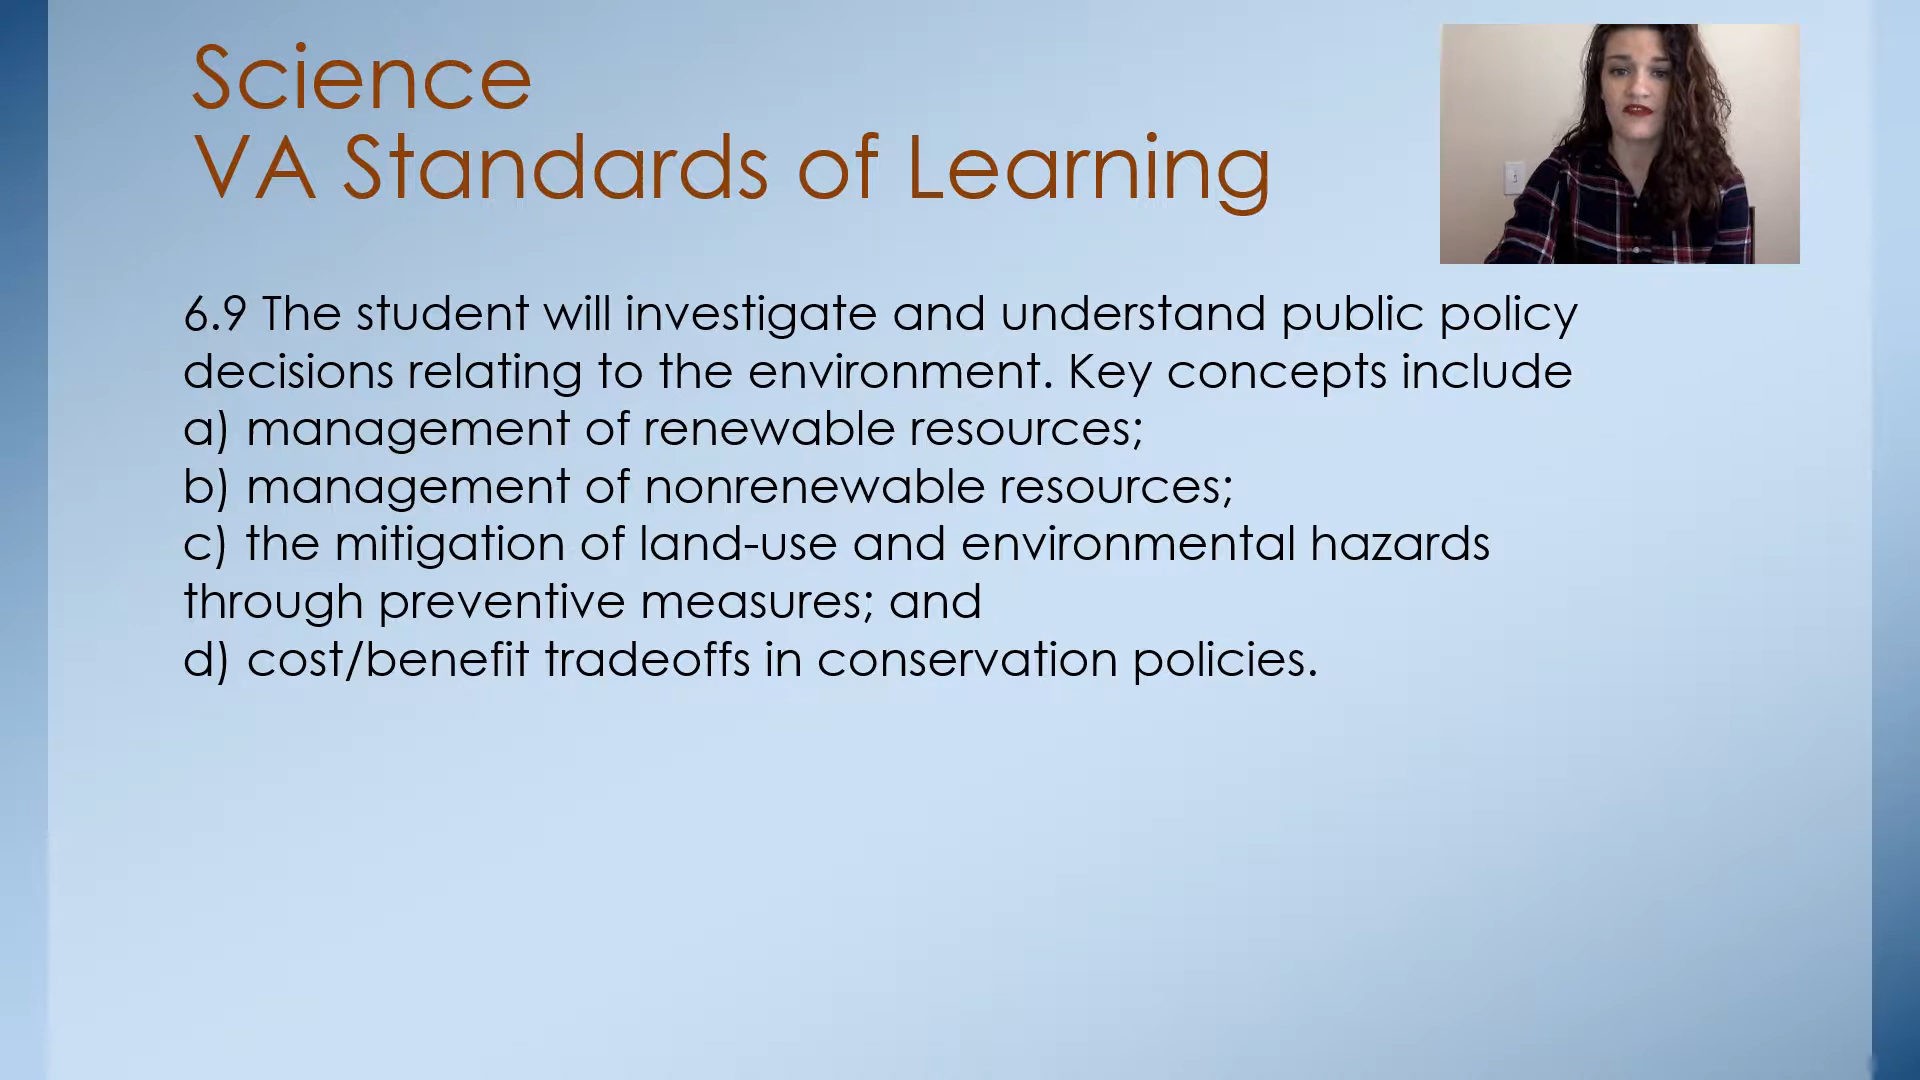 Science
VA Standards of Learning
6.9 The student will investigate and understand public policy
decisions relating to the environment. Key concepts include
a) management of renewable resources;
b) management of nonrenewable resources;
c) the mitigation of land-use and environmental hazards
through preventive measures; and
d) cost/benefit tradeoffs in conservation policies.